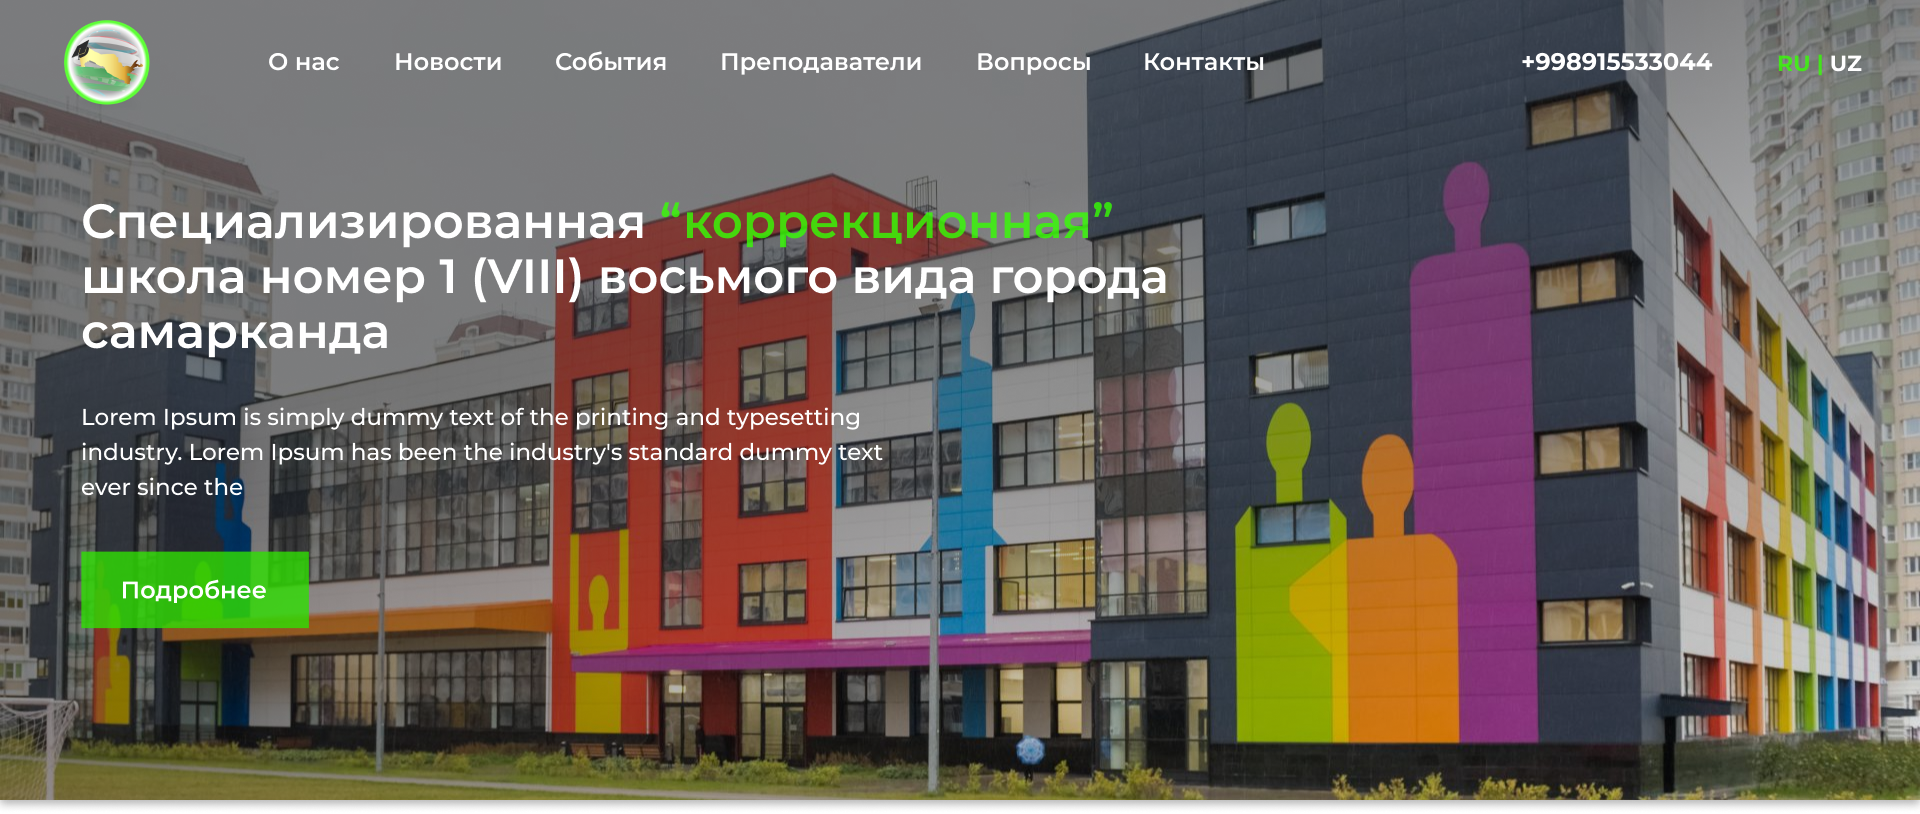 О нас Новости События Преподаватели Вопросы Контакты +998915533044 RU | UZ
Специализированная “коррекционная”
школа номер 1 (VIII) восьмого вида города
самарканда
Lorem Ipsum is simply dummy text of the printing and typesetting
industry. Lorem Ipsum has been the industry's standard dummy text
ever since the
Подробнее